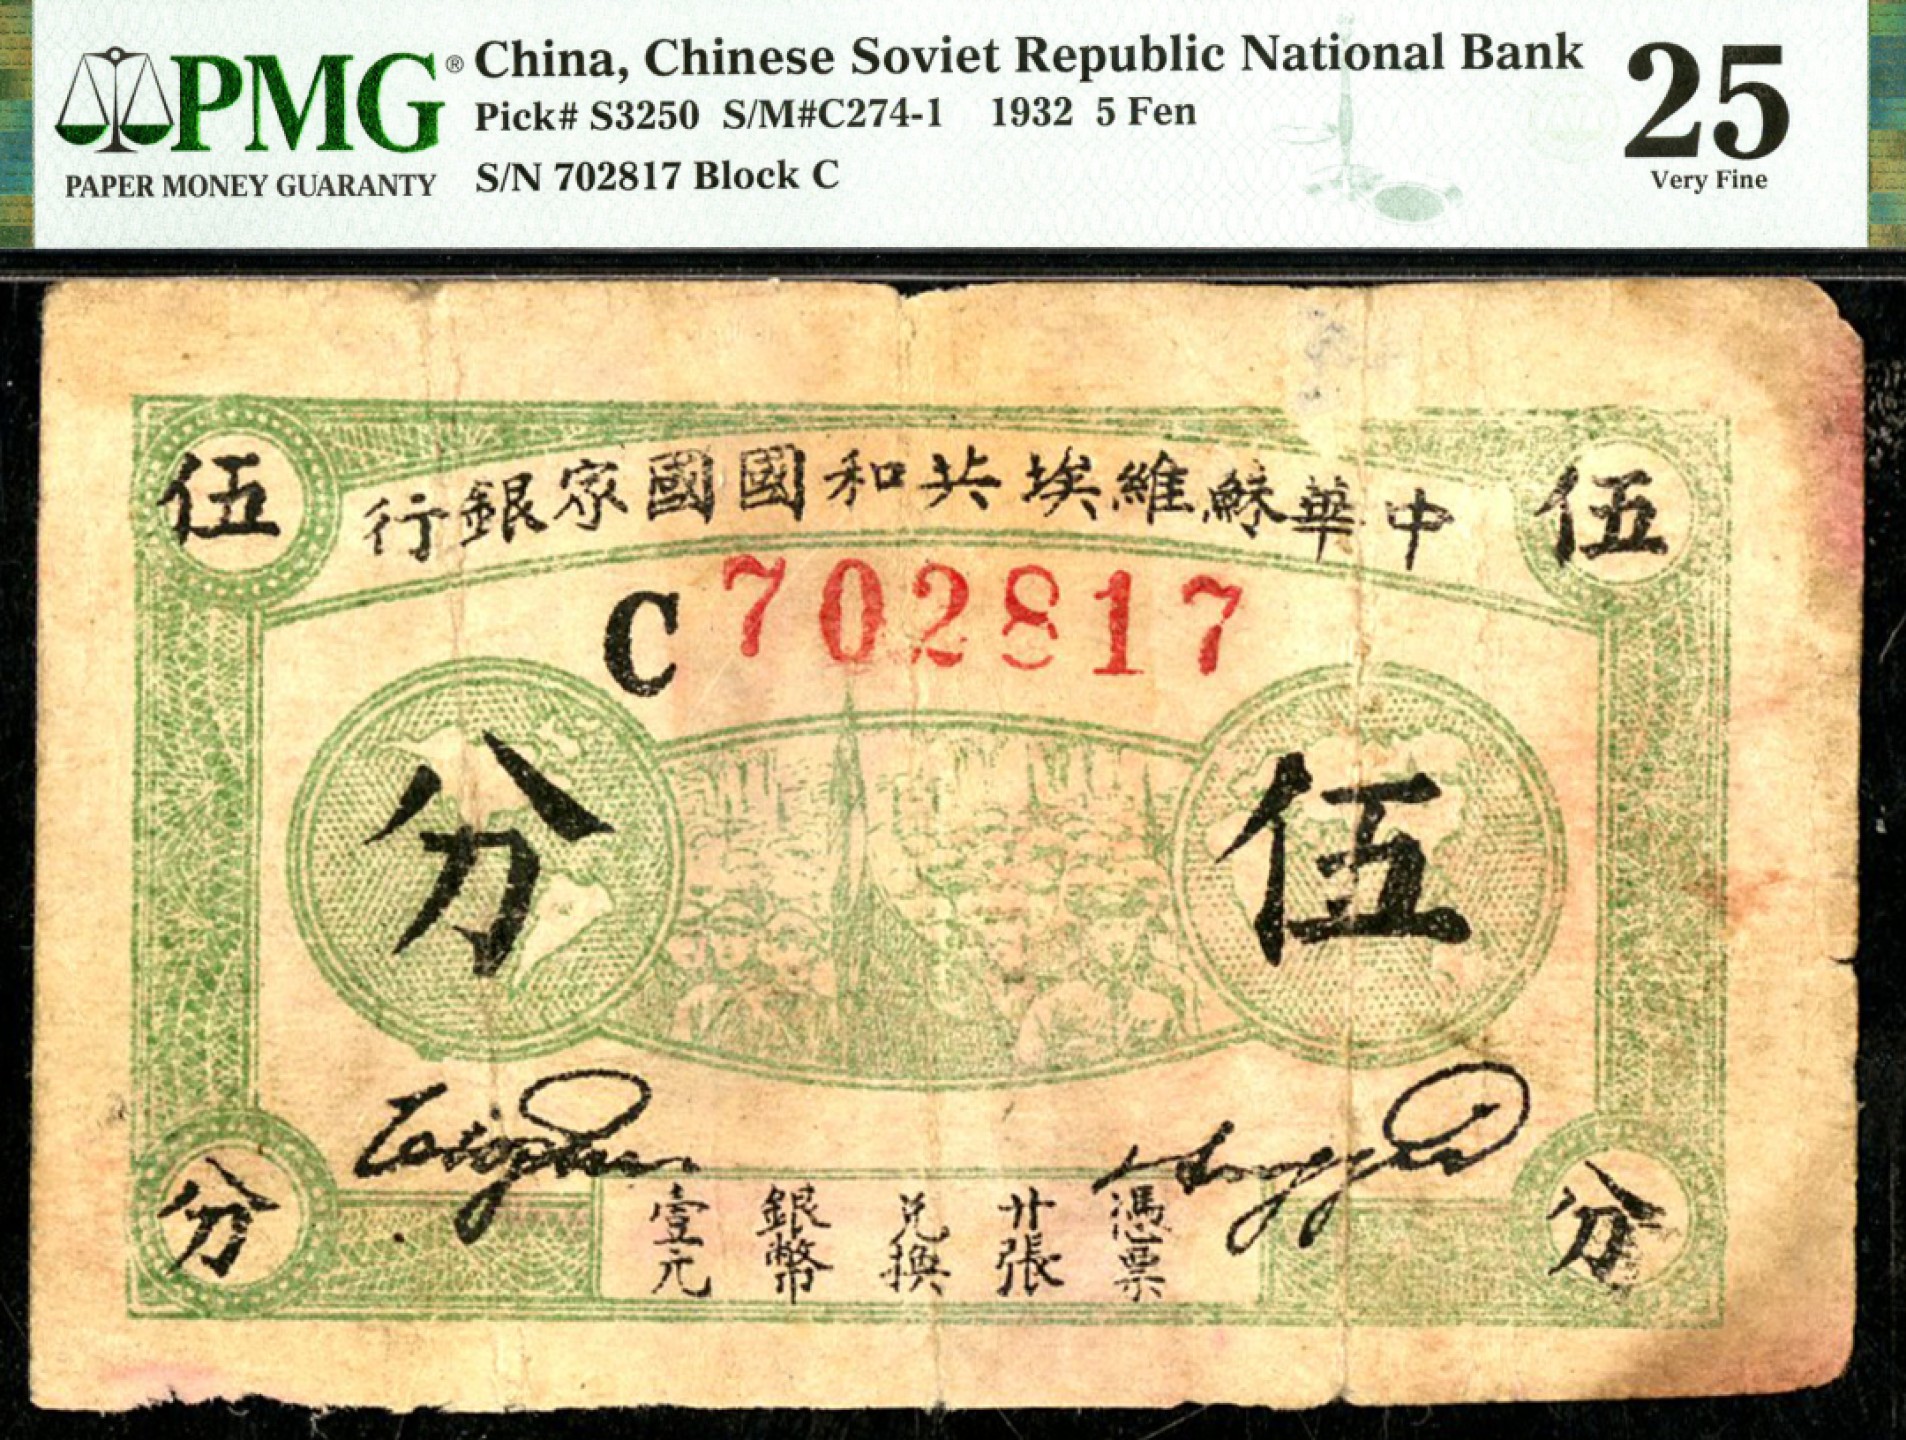 PMG®
PAPER MONEY GUARANTY
China, Chinese Soviet Republic National Bank
Pick# S3250 S/M#C274-1 1932 5 Fen
S/N 702817 Block C
25
Very Fine
伍
行銀家國國和共埃維蘇華中
伍
C 702817
分
伍
分
壹元 銀幣 兌換 廿張 憑票
分